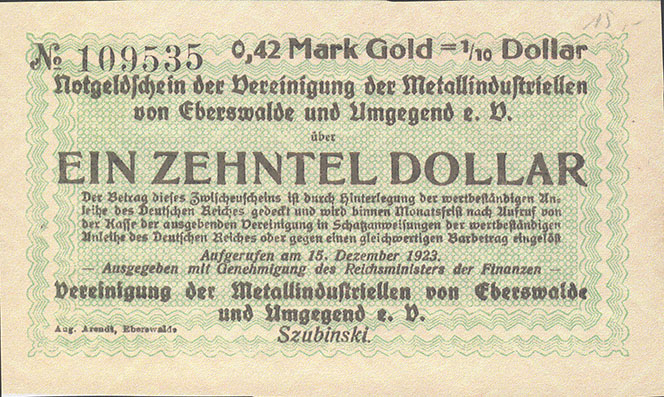 15,-
№ 109535 0,42 Mark Gold = 1/10 Dollar
Notgeldschein der Vereinigung der Metallindustriellen
von Eberswalde und Umgegend e. V.
über
EIN ZEHNTEL DOLLAR
Der Betrag dieses Zwischenscheins ist durch Hinterlegung der wertbeständigen An-
leihe des Deutschen Reiches gedeckt und wird binnen Monatsfrist nach Aufruf von
der Kasse der ausgebenden Vereinigung in Schatzanweisungen der wertbeständigen
Anleihe des Deutschen Reiches oder gegen einen gleichwertigen Barbetrag eingelöst
Aufgerufen am 15. Dezember 1923.
— Ausgegeben mit Genehmigung des Reichsministers der Finanzen —
Vereinigung der Metallindustriellen von Eberswalde
und Umgegend e. V.
Aug. Arendt, Eberswalde
Szubinski.